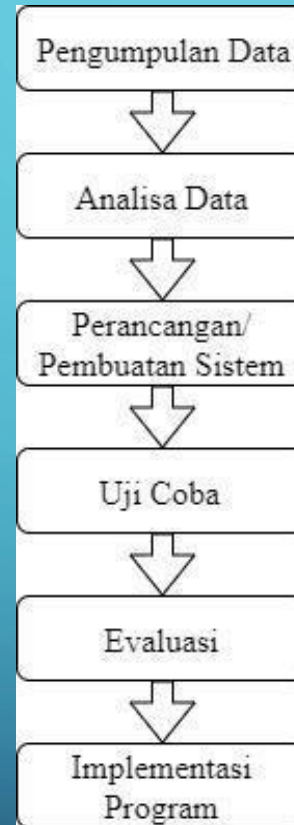 Pengumpulan Data
Analisa Data
Perancangan/
Pembuatan Sistem
Uji Coba
Evaluasi
Implementasi
Program